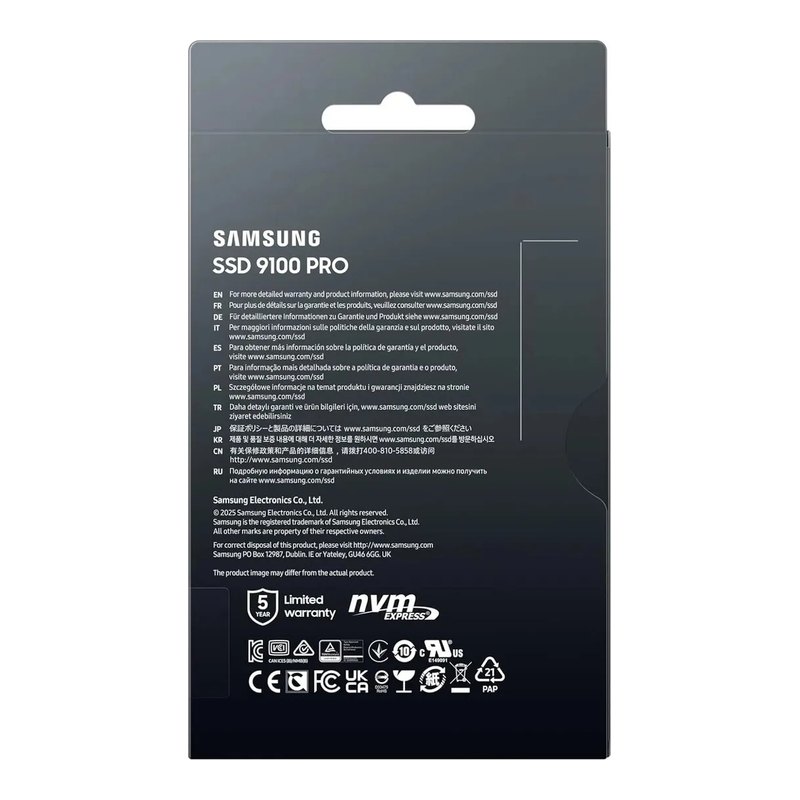 SAMSUNG
SSD 9100 PRO
EN For more detailed warranty and product information, please visit www.samsung.com/ssd
FR Pour plus de détails sur la garantie et les produits, veuillez consulter www.samsung.com/ssd
DE Für detailliertere Informationen zu Garantie und Produkt siehe www.samsung.com/ssd
IT Per maggiori informazioni sulle politiche della garanzia e sul prodotto, visitate il sito
www.samsung.com/ssd
ES Para obtener más información sobre la política de garantía y el producto,
visite www.samsung.com/ssd
PT Para informação mais detalhada sobre a política de garantia e o produto,
visite www.samsung.com/ssd
PL Szczegółowe informacje na temat produktu i gwarancji znajdziesz na stronie
www.samsung.com/ssd
TR Daha detaylı garanti ve ürün bilgileri için, www.samsung.com/ssd web sitesini
ziyaret edebilirsiniz
JP 保証ポリシーと製品の詳細については www.samsung.com/ssd をご参照ください
KR 제품 및 품질 보증 내용에 대해 더 자세한 정보를 원하시면 www.samsung.com/ssd를 방문하십시오
CN 有关保修政策和产品的详细信息,请拨打400-810-5858或访问
http://www.samsung.com/ssd
RU Подробную информацию о гарантийных условиях и изделии можно получить
на сайте www.samsung.com/ssd
Samsung Electronics Co., Ltd.
© 2025 Samsung Electronics Co., Ltd. All rights reserved.
Samsung is the registered trademark of Samsung Electronics Co., Ltd.
All other marks are property of their respective owners.
For correct disposal of this product, please visit http://www.samsung.com
Samsung PO Box 12987, Dublin. IE or Yateley, GU46 6GG. UK
The product image may differ from the actual product.
5 YEAR Limited warranty
nvm EXPRESS
VCCI
CAN ICES (B)/NMB(B)
TÜVRheinland
10
c RU US
E149091
CE FC UK CA
紙
21
PAP